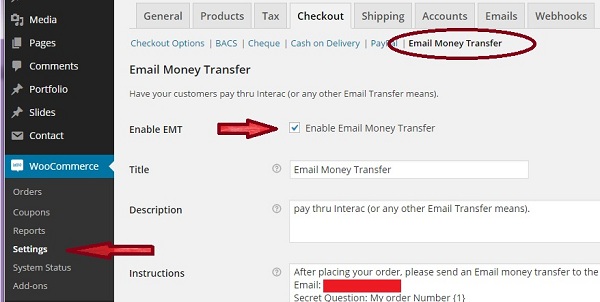 Media
Pages
Comments
Portfolio
Slides
Contact
WooCommerce
Orders
Coupons
Reports
Settings
System Status
Add-ons
General Products Tax Checkout Shipping Accounts Emails Webhooks
Checkout Options | BACS | Cheque | Cash on Delivery | PayPal | Email Money Transfer
Email Money Transfer
Have your customers pay thru Interac (or any other Email Transfer means).
Enable EMT
Enable Email Money Transfer
Title
Email Money Transfer
Description
pay thru Interac (or any other Email Transfer means).
Instructions
After placing your order, please send an Email money transfer to the
Email:
Secret Question: My order Number {1}